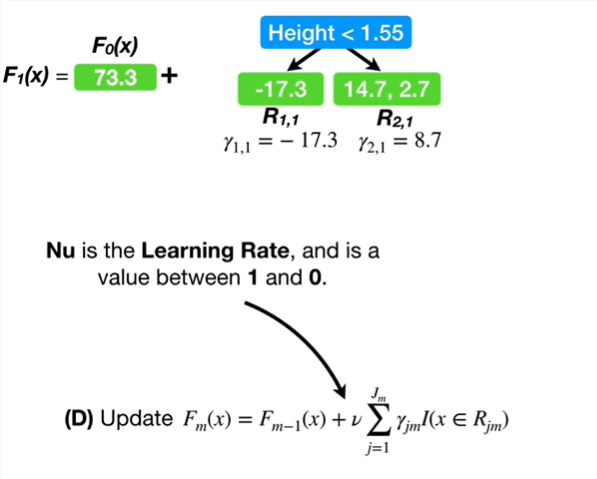 F₀(x)
Height < 1.55
F₁(x) = 73.3 +
-17.3 14.7, 2.7
R₁,₁ R₂,₁
γ₁,₁ = − 17.3 γ₂,₁ = 8.7
Nu is the Learning Rate, and is a
value between 1 and 0.
(D) Update Fₘ(x) = Fₘ₋₁(x) + ν ∑_{j=1}^{Jₘ} γⱼₘI(x ∈ Rⱼₘ)